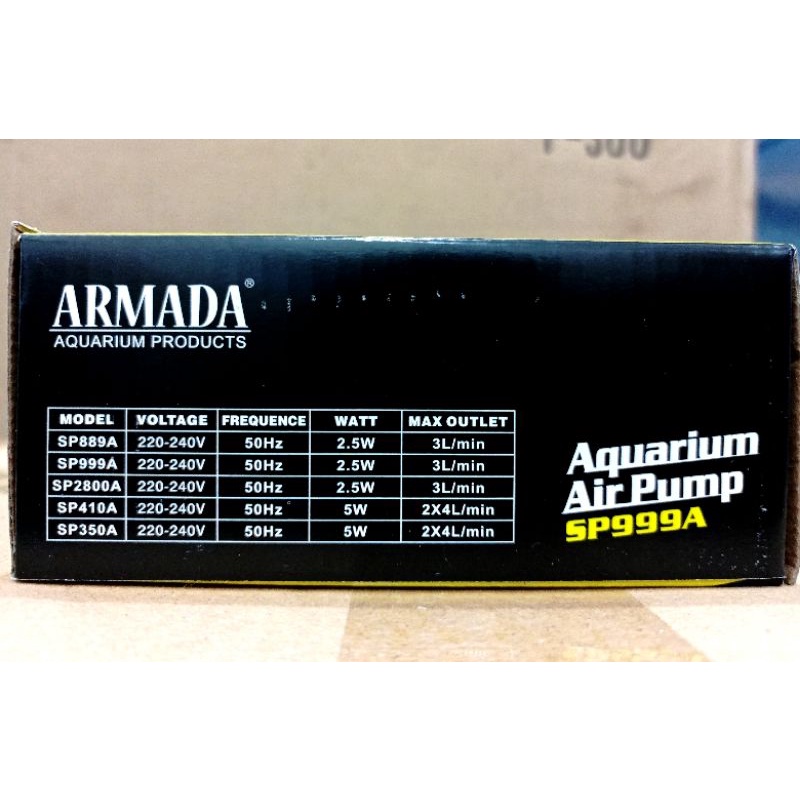 ARMADA®
AQUARIUM PRODUCTS
MODEL VOLTAGE FREQUENCE WATT MAX OUTLET
SP889A 220-240V 50Hz 2.5W 3L/min
SP999A 220-240V 50Hz 2.5W 3L/min
SP2800A 220-240V 50Hz 2.5W 3L/min
SP410A 220-240V 50Hz 5W 2X4L/min
SP350A 220-240V 50Hz 5W 2X4L/min
Aquarium
Air Pump
SP999A